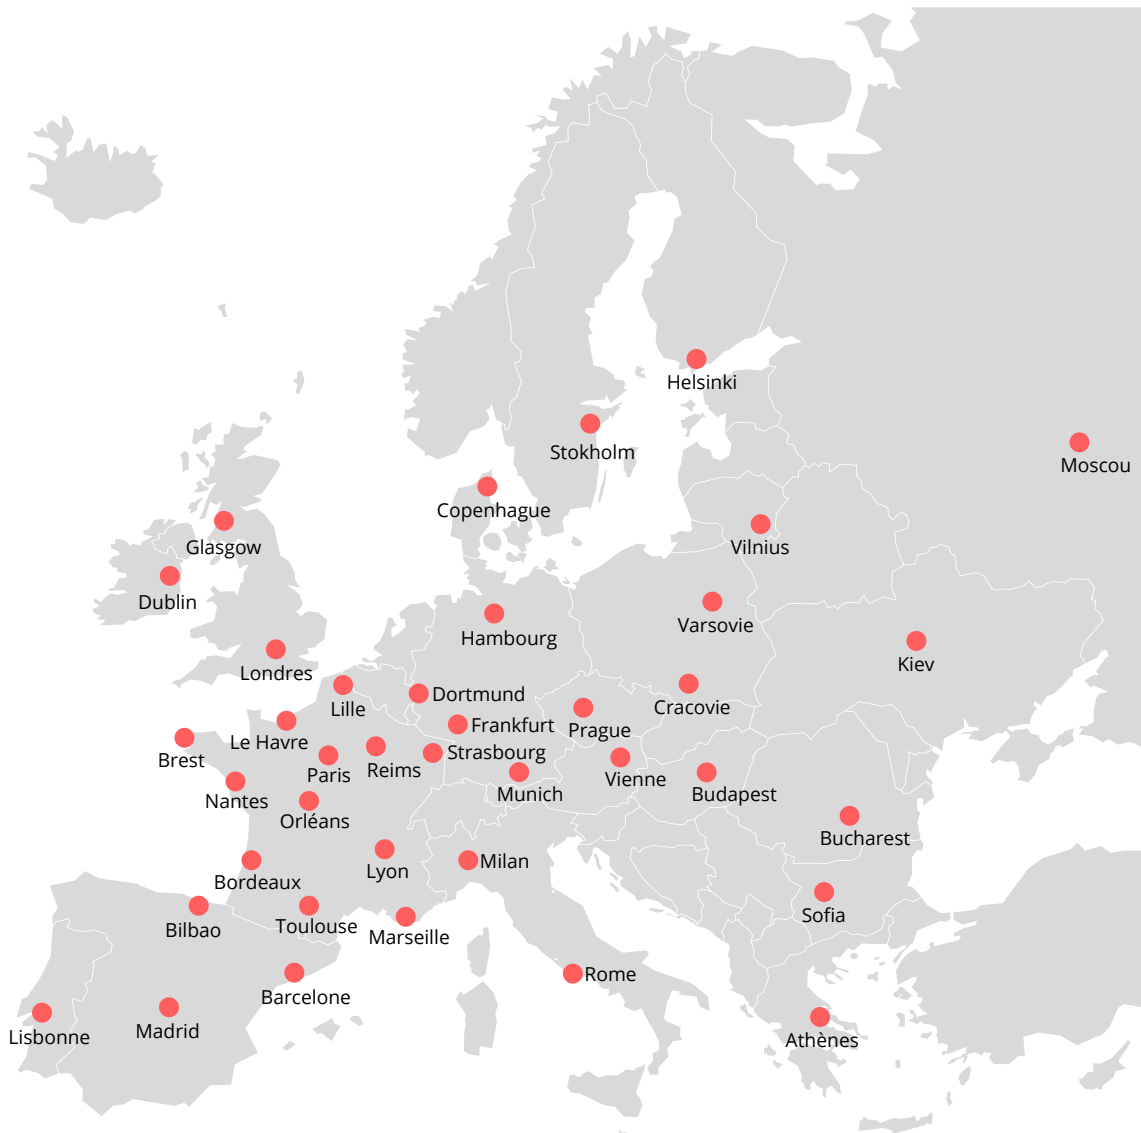 Helsinki
Stokholm
Moscou
Copenhague
Vilnius
Glasgow
Dublin
Varsovie
Hambourg
Kiev
Londres
Dortmund
Cracovie
Lille
Frankfurt
Prague
Le Havre
Strasbourg
Brest
Reims
Paris
Vienne
Munich
Budapest
Nantes
Orléans
Bucharest
Milan
Lyon
Bordeaux
Sofia
Toulouse
Bilbao
Marseille
Rome
Barcelone
Madrid
Lisbonne
Athènes